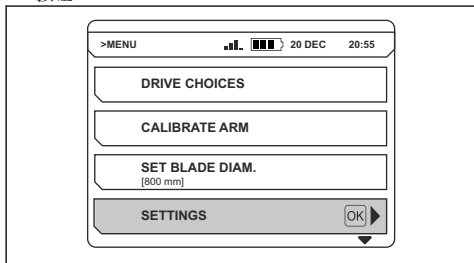 >MENU 20 DEC 20:55
DRIVE CHOICES
CALIBRATE ARM
SET BLADE DIAM.
[800 mm]
SETTINGS OK